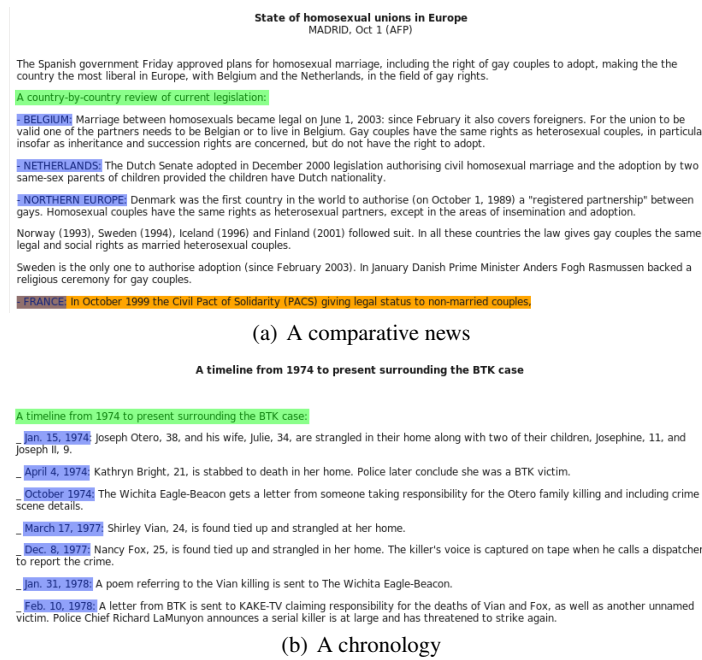 State of homosexual unions in Europe
MADRID, Oct 1 (AFP)
The Spanish government Friday approved plans for homosexual marriage, including the right of gay couples to adopt, making the the
country the most liberal in Europe, with Belgium and the Netherlands, in the field of gay rights.
A country-by-country review of current legislation:
- BELGIUM: Marriage between homosexuals became legal on June 1, 2003: since February it also covers foreigners. For the union to be
valid one of the partners needs to be Belgian or to live in Belgium. Gay couples have the same rights as heterosexual couples, in particula
insofar as inheritance and succession rights are concerned, but do not have the right to adopt.
- NETHERLANDS: The Dutch Senate adopted in December 2000 legislation authorising civil homosexual marriage and the adoption by two
same-sex parents of children provided the children have Dutch nationality.
- NORTHERN EUROPE: Denmark was the first country in the world to authorise (on October 1, 1989) a "registered partnership" between
gays. Homosexual couples have the same rights as heterosexual partners, except in the areas of insemination and adoption.
Norway (1993), Sweden (1994), Iceland (1996) and Finland (2001) followed suit. In all these countries the law gives gay couples the same
legal and social rights as married heterosexual couples.
Sweden is the only one to authorise adoption (since February 2003). In January Danish Prime Minister Anders Fogh Rasmussen backed a
religious ceremony for gay couples.
- FRANCE: In October 1999 the Civil Pact of Solidarity (PACS) giving legal status to non-married couples,
(a) A comparative news
A timeline from 1974 to present surrounding the BTK case
A timeline from 1974 to present surrounding the BTK case:
_ Jan. 15, 1974: Joseph Otero, 38, and his wife, Julie, 34, are strangled in their home along with two of their children, Josephine, 11, and
Joseph II, 9.
_ April 4, 1974: Kathryn Bright, 21, is stabbed to death in her home. Police later conclude she was a BTK victim.
_ October 1974: The Wichita Eagle-Beacon gets a letter from someone taking responsibility for the Otero family killing and including crime
scene details.
_ March 17, 1977: Shirley Vian, 24, is found tied up and strangled at her home.
_ Dec. 8, 1977: Nancy Fox, 25, is found tied up and strangled in her home. The killer's voice is captured on tape when he calls a dispatcher
to report the crime.
_ Jan. 31, 1978: A poem referring to the Vian killing is sent to The Wichita Eagle-Beacon.
_ Feb. 10, 1978: A letter from BTK is sent to KAKE-TV claiming responsibility for the deaths of Vian and Fox, as well as another unnamed
victim. Police Chief Richard LaMunyon announces a serial killer is at large and has threatened to strike again.
(b) A chronology